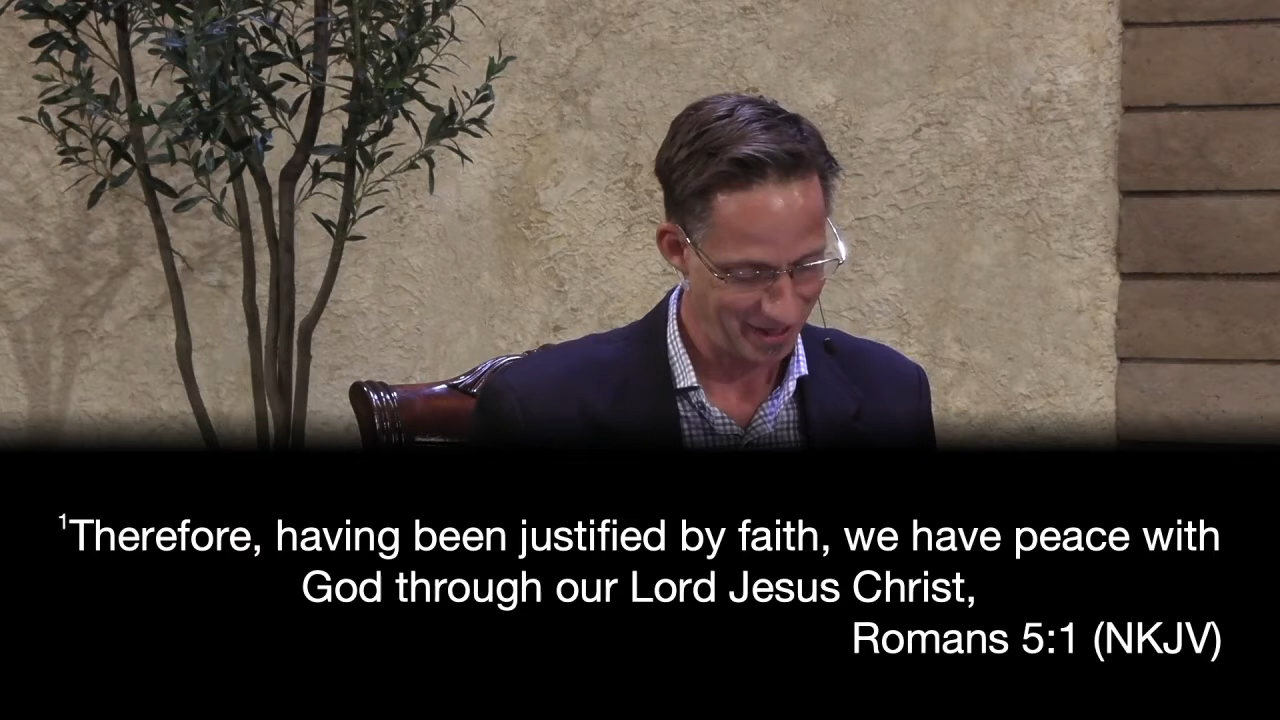 ¹Therefore, having been justified by faith, we have peace with
God through our Lord Jesus Christ,
Romans 5:1 (NKJV)